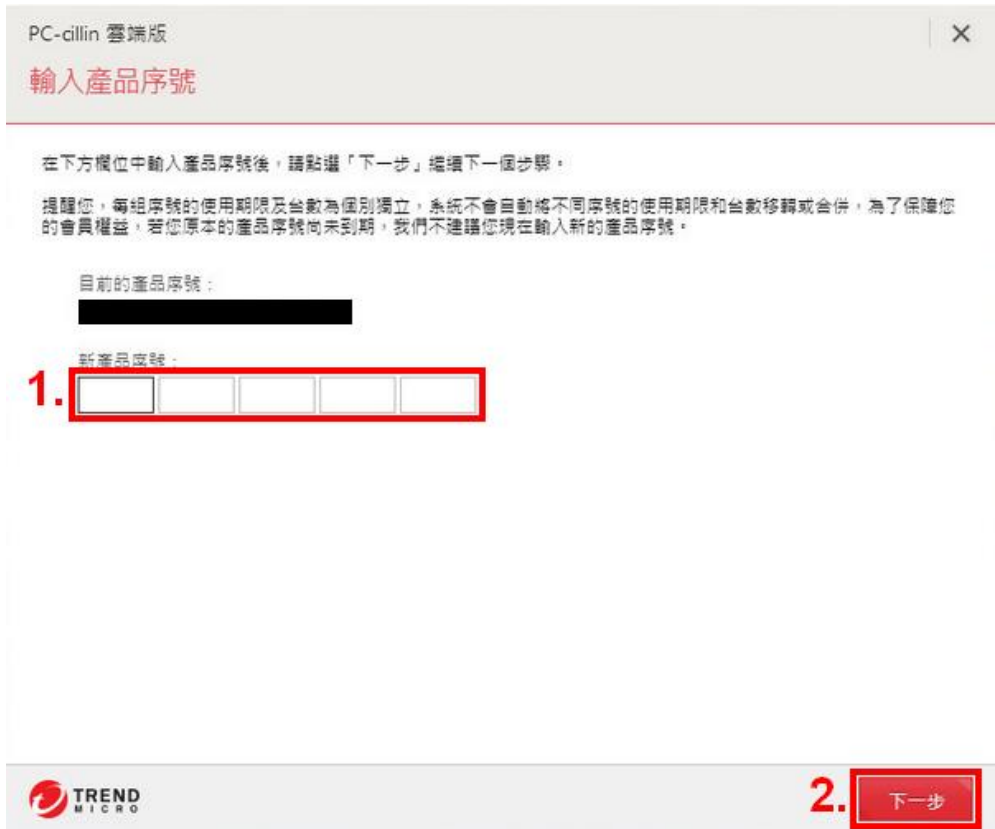 PC-cillin 雲端版
輸入產品序號
在下方欄位中輸入產品序號後，請點選「下一步」繼續下一個步驟。
提醒您，每組序號的使用期限及台數為個別獨立，系統不會自動將不同序號的使用期限和台數移轉或合併，為了保障您
的會員權益，若您原本的產品序號尚未到期，我們不建議您現在輸入新的產品序號。
目前的產品序號：
新產品序號：
1.
TREND
MICRO
2.
下一步